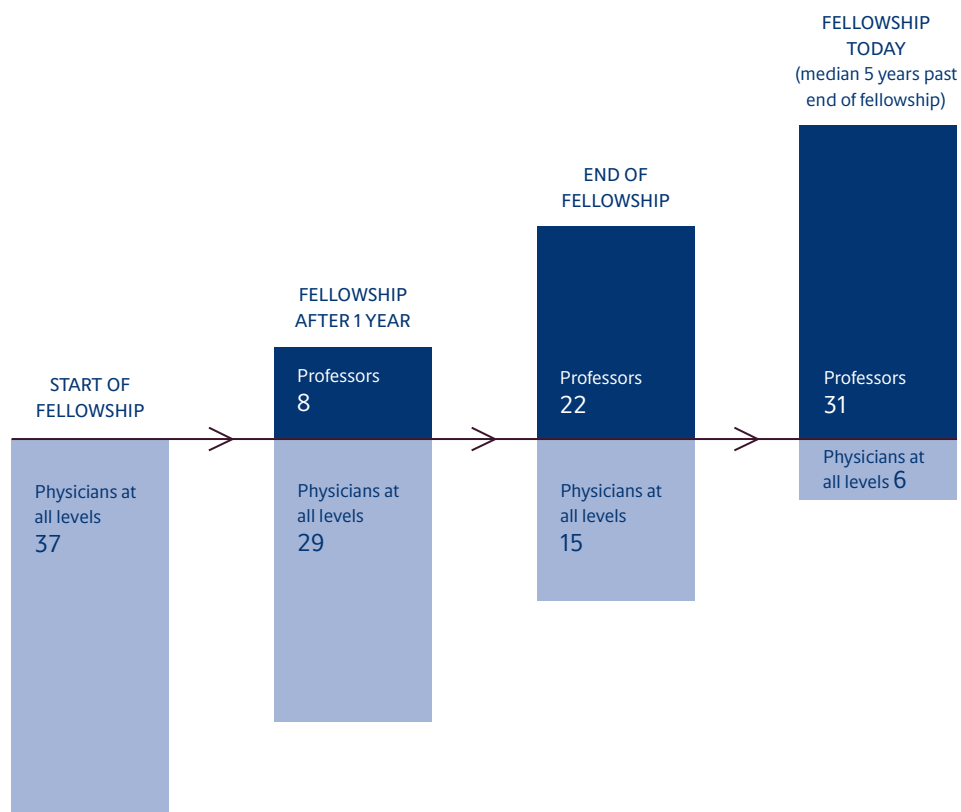 START OF
FELLOWSHIP
Physicians at
all levels
37
FELLOWSHIP
AFTER 1 YEAR
Professors
8
Physicians at
all levels
29
END OF
FELLOWSHIP
Professors
22
Physicians at
all levels
15
FELLOWSHIP
TODAY
(median 5 years past
end of fellowship)
Professors
31
Physicians at
all levels 6